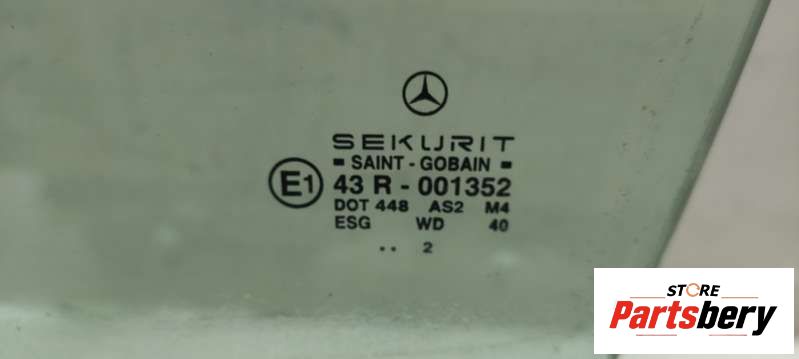 SEKURIT
SAINT - GOBAIN
E1
43 R - 001352
DOT 448 AS2 M4
ESG WD 40
.. 2
STORE
Partsbery